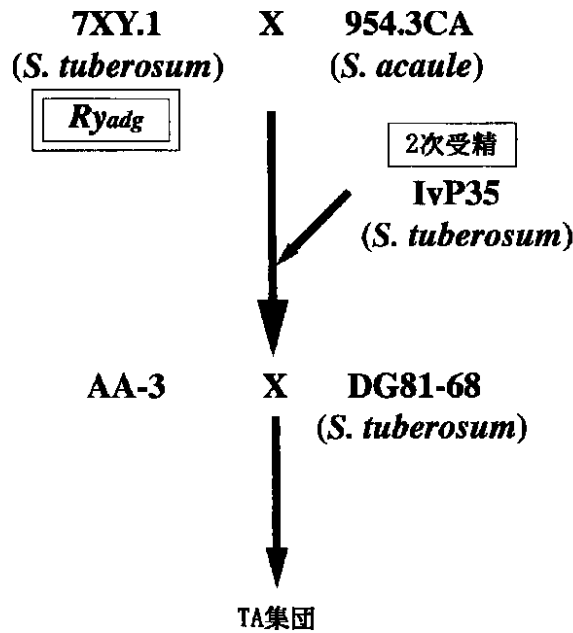 7XY.1 X 954.3CA
(S. tuberosum) (S. acaule)
Ryadg
2次受精
IvP35
(S. tuberosum)
AA-3 X DG81-68
(S. tuberosum)
TA集団